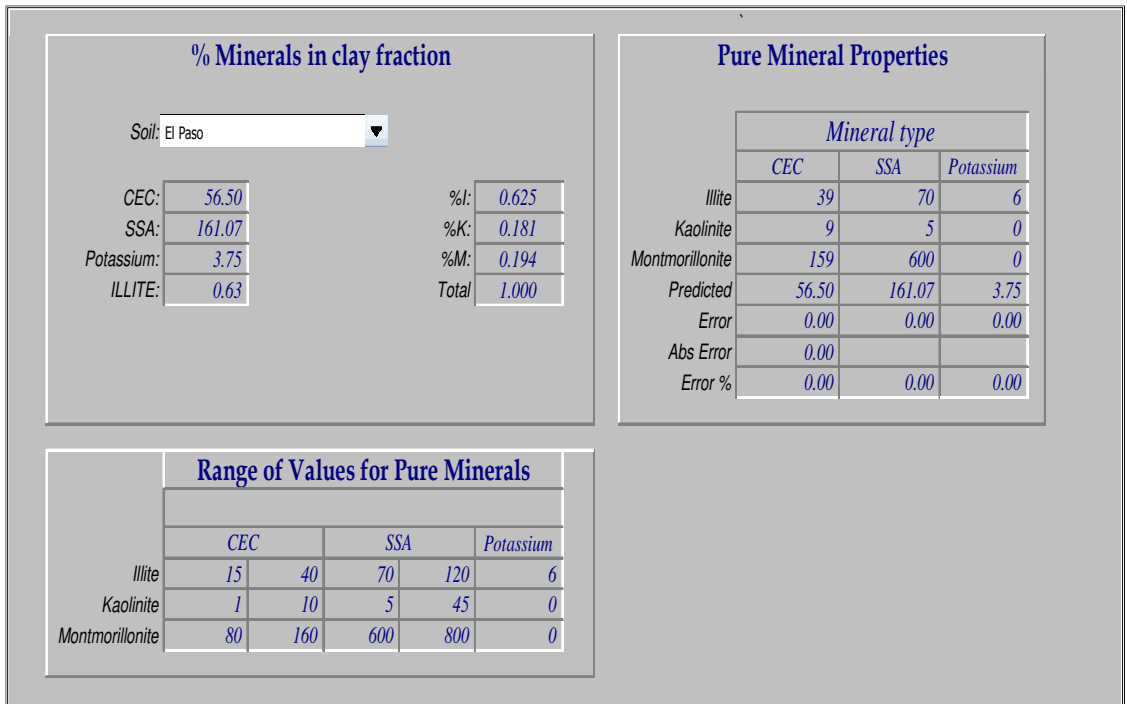 `
% Minerals in clay fraction
Soil: El Paso
CEC: 56.50 %I: 0.625
SSA: 161.07 %K: 0.181
Potassium: 3.75 %M: 0.194
ILLITE: 0.63 Total 1.000
Pure Mineral Properties
Mineral type
CEC SSA Potassium
Illite 39 70 6
Kaolinite 9 5 0
Montmorillonite 159 600 0
Predicted 56.50 161.07 3.75
Error 0.00 0.00 0.00
Abs Error 0.00
Error % 0.00 0.00 0.00
Range of Values for Pure Minerals
CEC SSA Potassium
Illite 15 40 70 120 6
Kaolinite 1 10 5 45 0
Montmorillonite 80 160 600 800 0